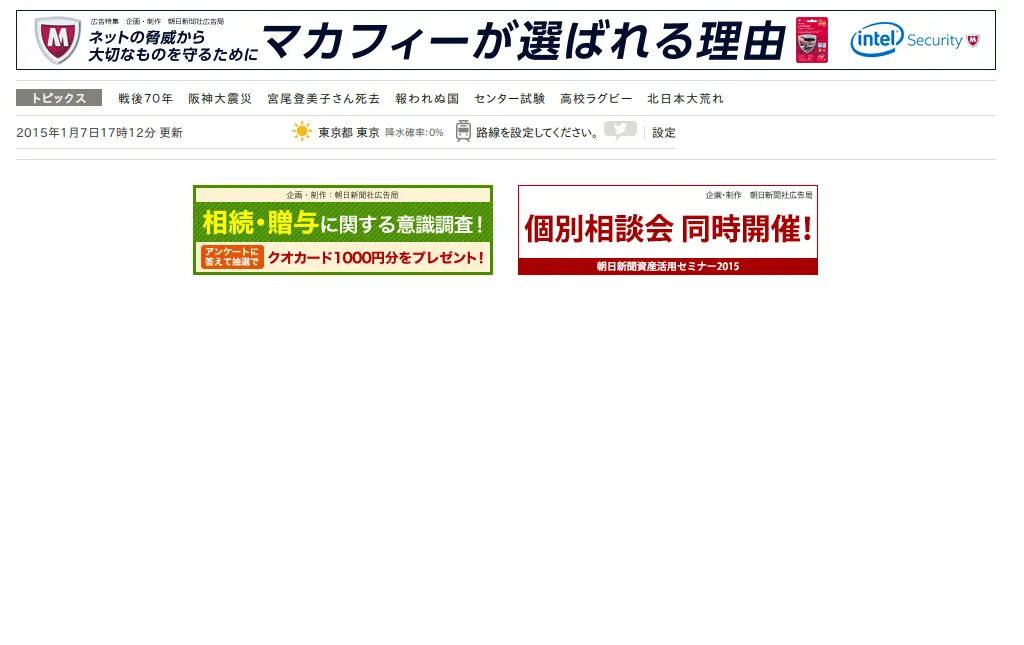 広告特集 企画・制作 朝日新聞社広告局
ネットの脅威から
大切なものを守るために
マカフィーが選ばれる理由
intel Security
トピックス 戦後70年 阪神大震災 宮尾登美子さん死去 報われぬ国 センター試験 高校ラグビー 北日本大荒れ
2015年1月7日17時12分 更新 東京都 東京 降水確率:0% 路線を設定してください。 設定
企画・制作:朝日新聞社広告局
相続・贈与に関する意識調査!
アンケートに
答えて抽選で
クオカード1000円分をプレゼント!
企画・制作 朝日新聞社広告局
個別相談会 同時開催!
朝日新聞資産活用セミナー2015